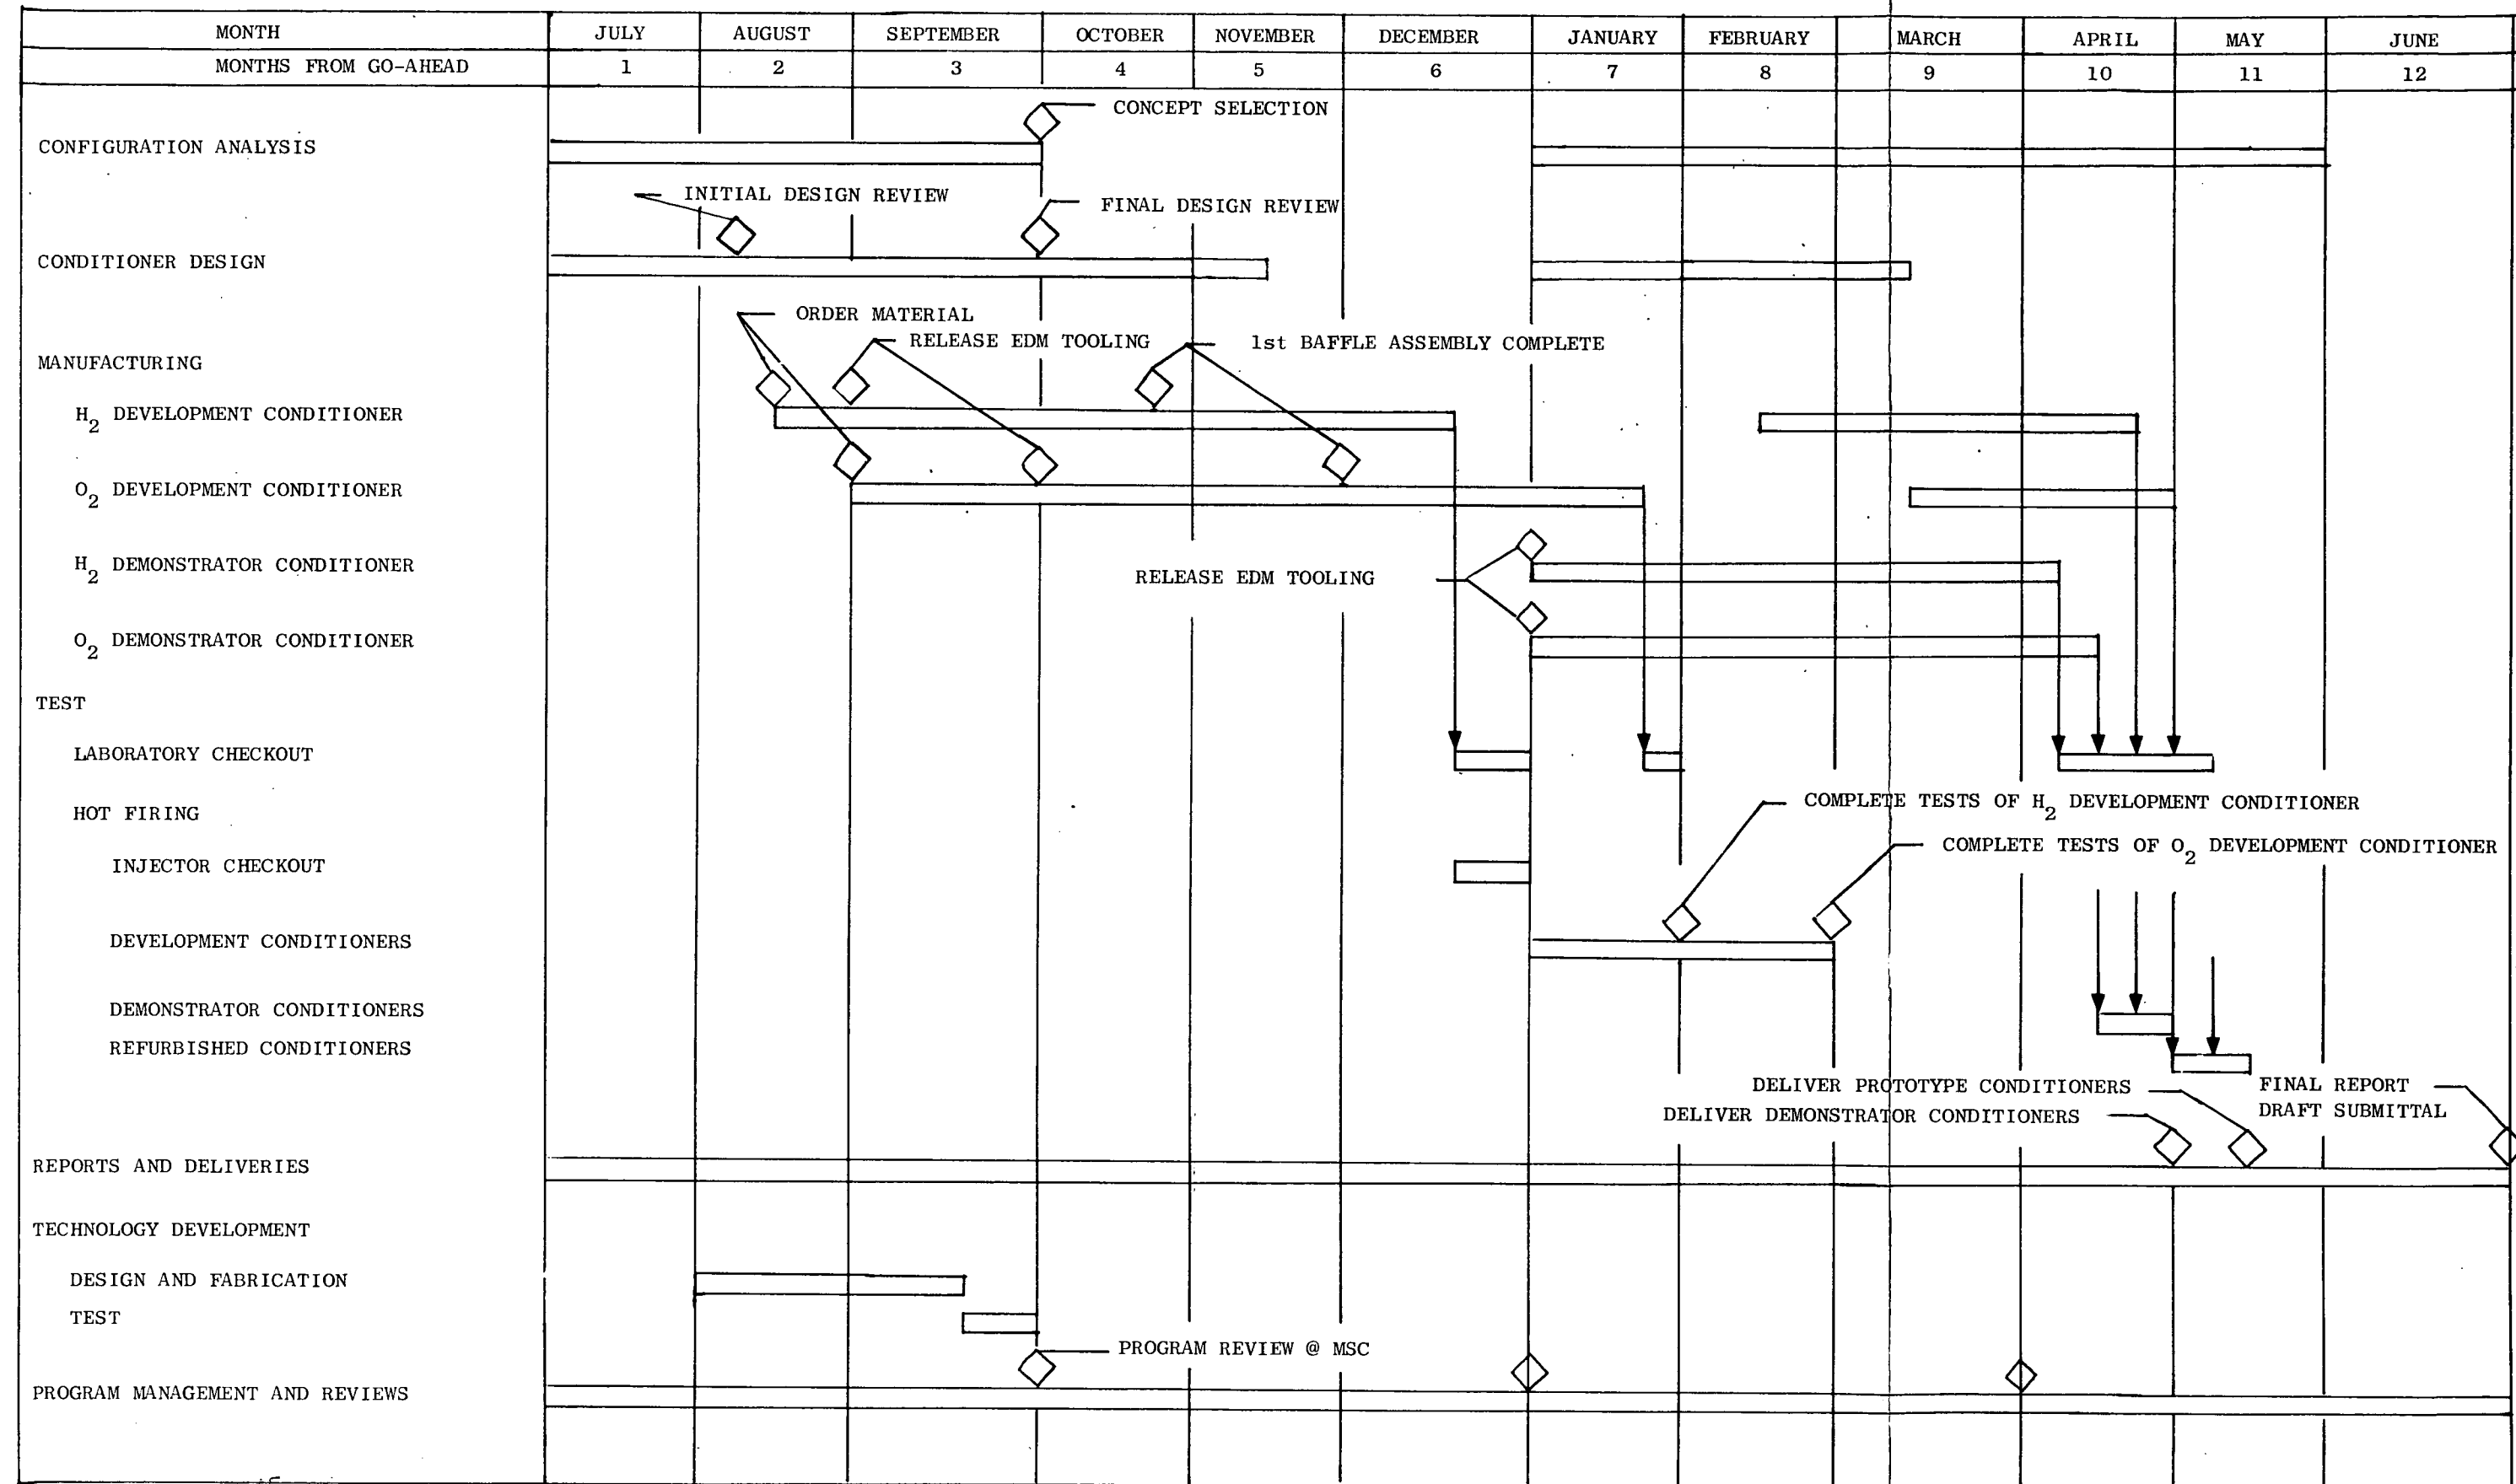 MONTH JULY AUGUST SEPTEMBER OCTOBER NOVEMBER DECEMBER JANUARY FEBRUARY MARCH APRIL MAY JUNE
MONTHS FROM GO-AHEAD 1 2 3 4 5 6 7 8 9 10 11 12
CONCEPT SELECTION
CONFIGURATION ANALYSIS
INITIAL DESIGN REVIEW
FINAL DESIGN REVIEW
CONDITIONER DESIGN
ORDER MATERIAL
RELEASE EDM TOOLING
1st BAFFLE ASSEMBLY COMPLETE
MANUFACTURING
H2 DEVELOPMENT CONDITIONER
O2 DEVELOPMENT CONDITIONER
H2 DEMONSTRATOR CONDITIONER
RELEASE EDM TOOLING
O2 DEMONSTRATOR CONDITIONER
TEST
LABORATORY CHECKOUT
COMPLETE TESTS OF H2 DEVELOPMENT CONDITIONER
HOT FIRING
COMPLETE TESTS OF O2 DEVELOPMENT CONDITIONER
INJECTOR CHECKOUT
DEVELOPMENT CONDITIONERS
DEMONSTRATOR CONDITIONERS
REFURBISHED CONDITIONERS
DELIVER PROTOTYPE CONDITIONERS
FINAL REPORT
DRAFT SUBMITTAL
DELIVER DEMONSTRATOR CONDITIONERS
REPORTS AND DELIVERIES
TECHNOLOGY DEVELOPMENT
DESIGN AND FABRICATION
TEST
PROGRAM REVIEW @ MSC
PROGRAM MANAGEMENT AND REVIEWS